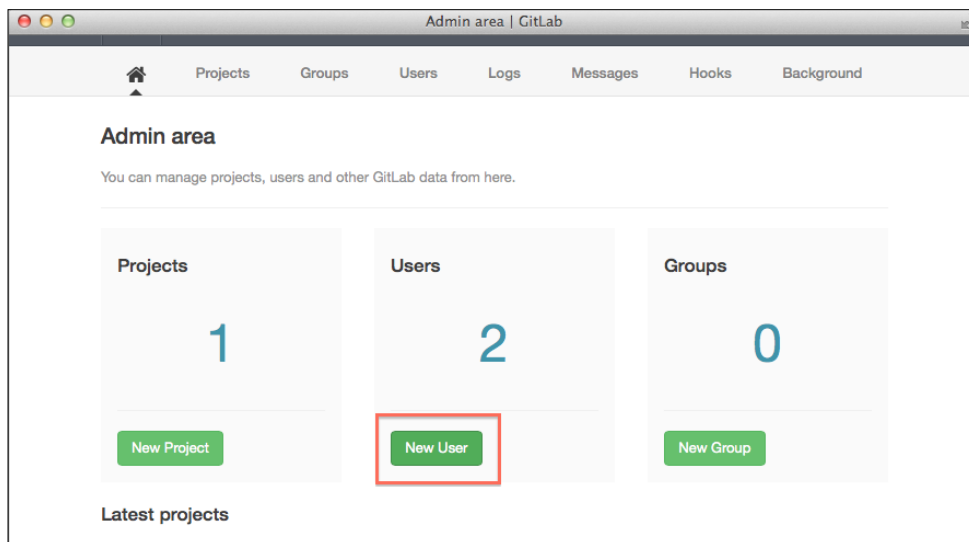 Admin area | GitLab
Projects Groups Users Logs Messages Hooks Background
Admin area
You can manage projects, users and other GitLab data from here.
Projects Users Groups
1 2 0
New Project New User New Group
Latest projects